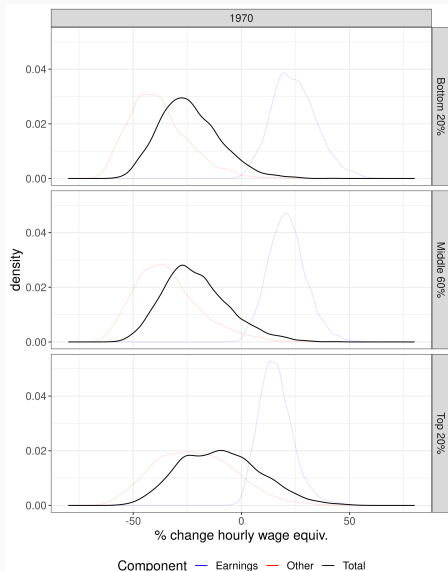 1970
0.04
0.02
0.00
Bottom 20%
0.04
0.02
0.00
Middle 60%
0.04
0.02
0.00
Top 20%
density
-50 0 50
% change hourly wage equiv.
Component Earnings Other Total